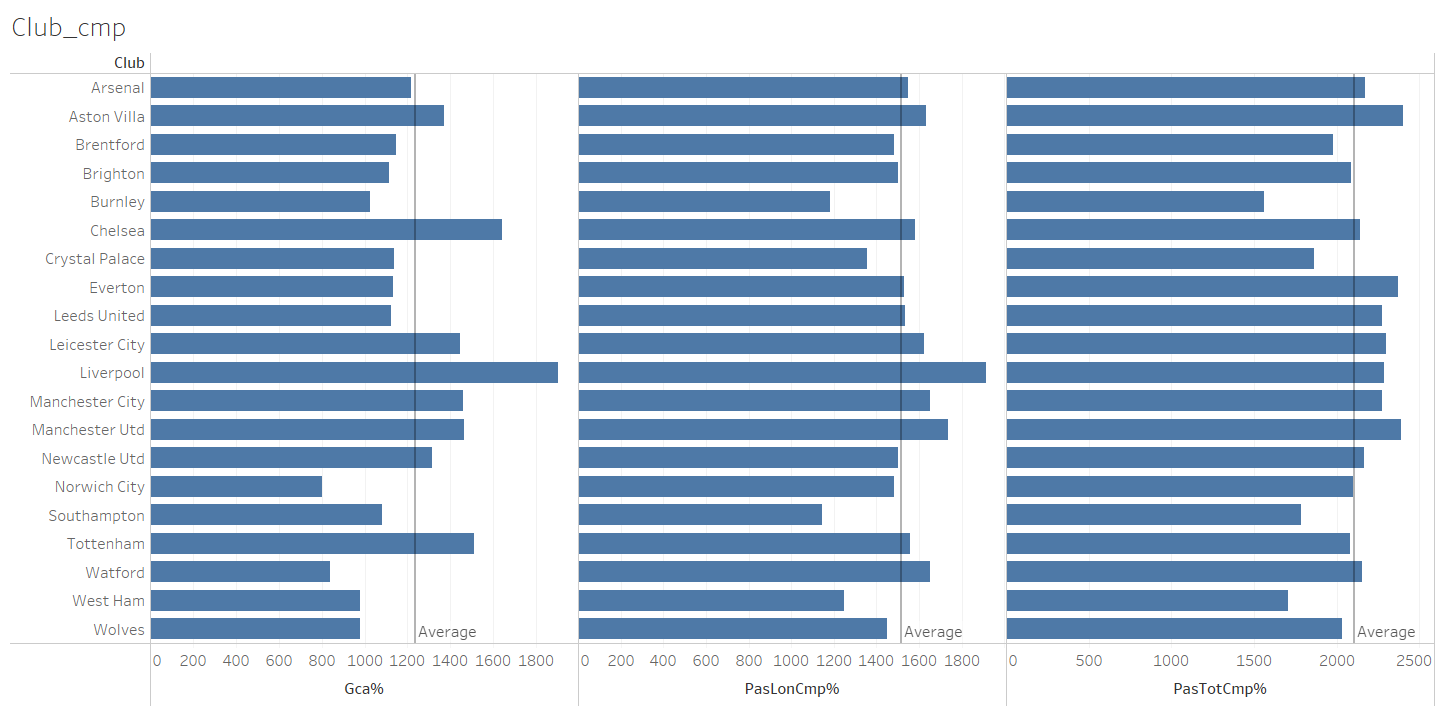 Club_cmp
Club
Arsenal
Aston Villa
Brentford
Brighton
Burnley
Chelsea
Crystal Palace
Everton
Leeds United
Leicester City
Liverpool
Manchester City
Manchester Utd
Newcastle Utd
Norwich City
Southampton
Tottenham
Watford
West Ham
Wolves Average Average Average
0 200 400 600 800 1000 1200 1400 1600 1800 0 200 400 600 800 1000 1200 1400 1600 1800 0 500 1000 1500 2000 2500
Gca% PasLonCmp% PasTotCmp%